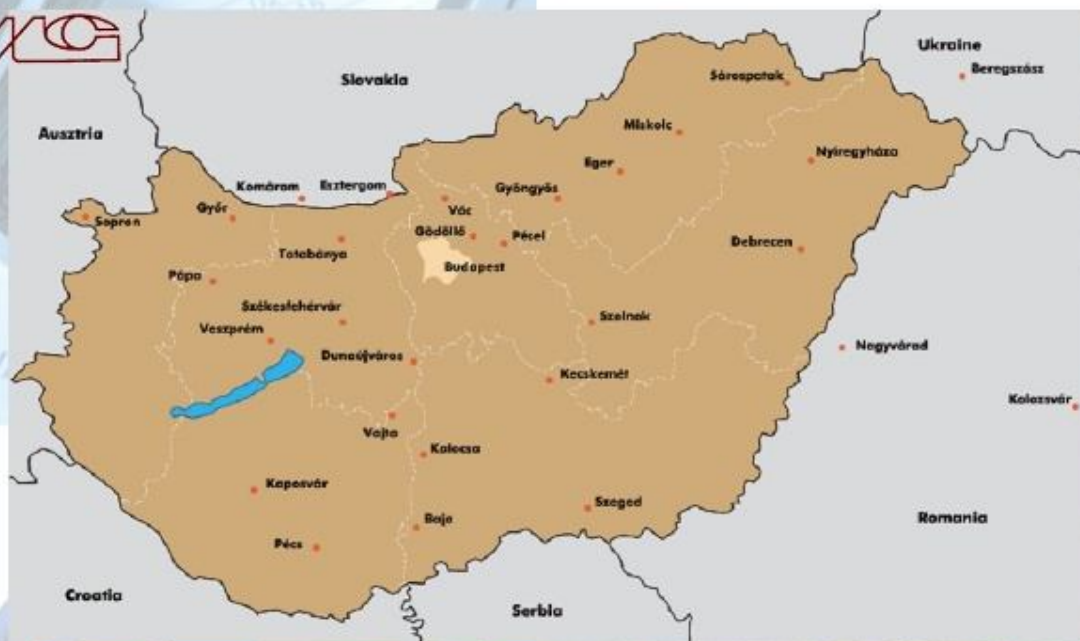 Ukraine
Beregszász
Slovakia
Sárospatak
Ausztria
Miskolc
Nyíregyháza
Eger
Komárom
Esztergom
Gyöngyös
Győr
Vác
Sopron
Gödöllő
Pécel
Debrecen
Tatabánya
Budapest
Pápa
Székesfehérvár
Szolnok
Veszprém
Dunaújváros
Nagyvárad
Kecskemét
Kolozsvár
Vajta
Kalocsa
Kaposvár
Szeged
Romania
Baja
Pécs
Croatia
Serbia